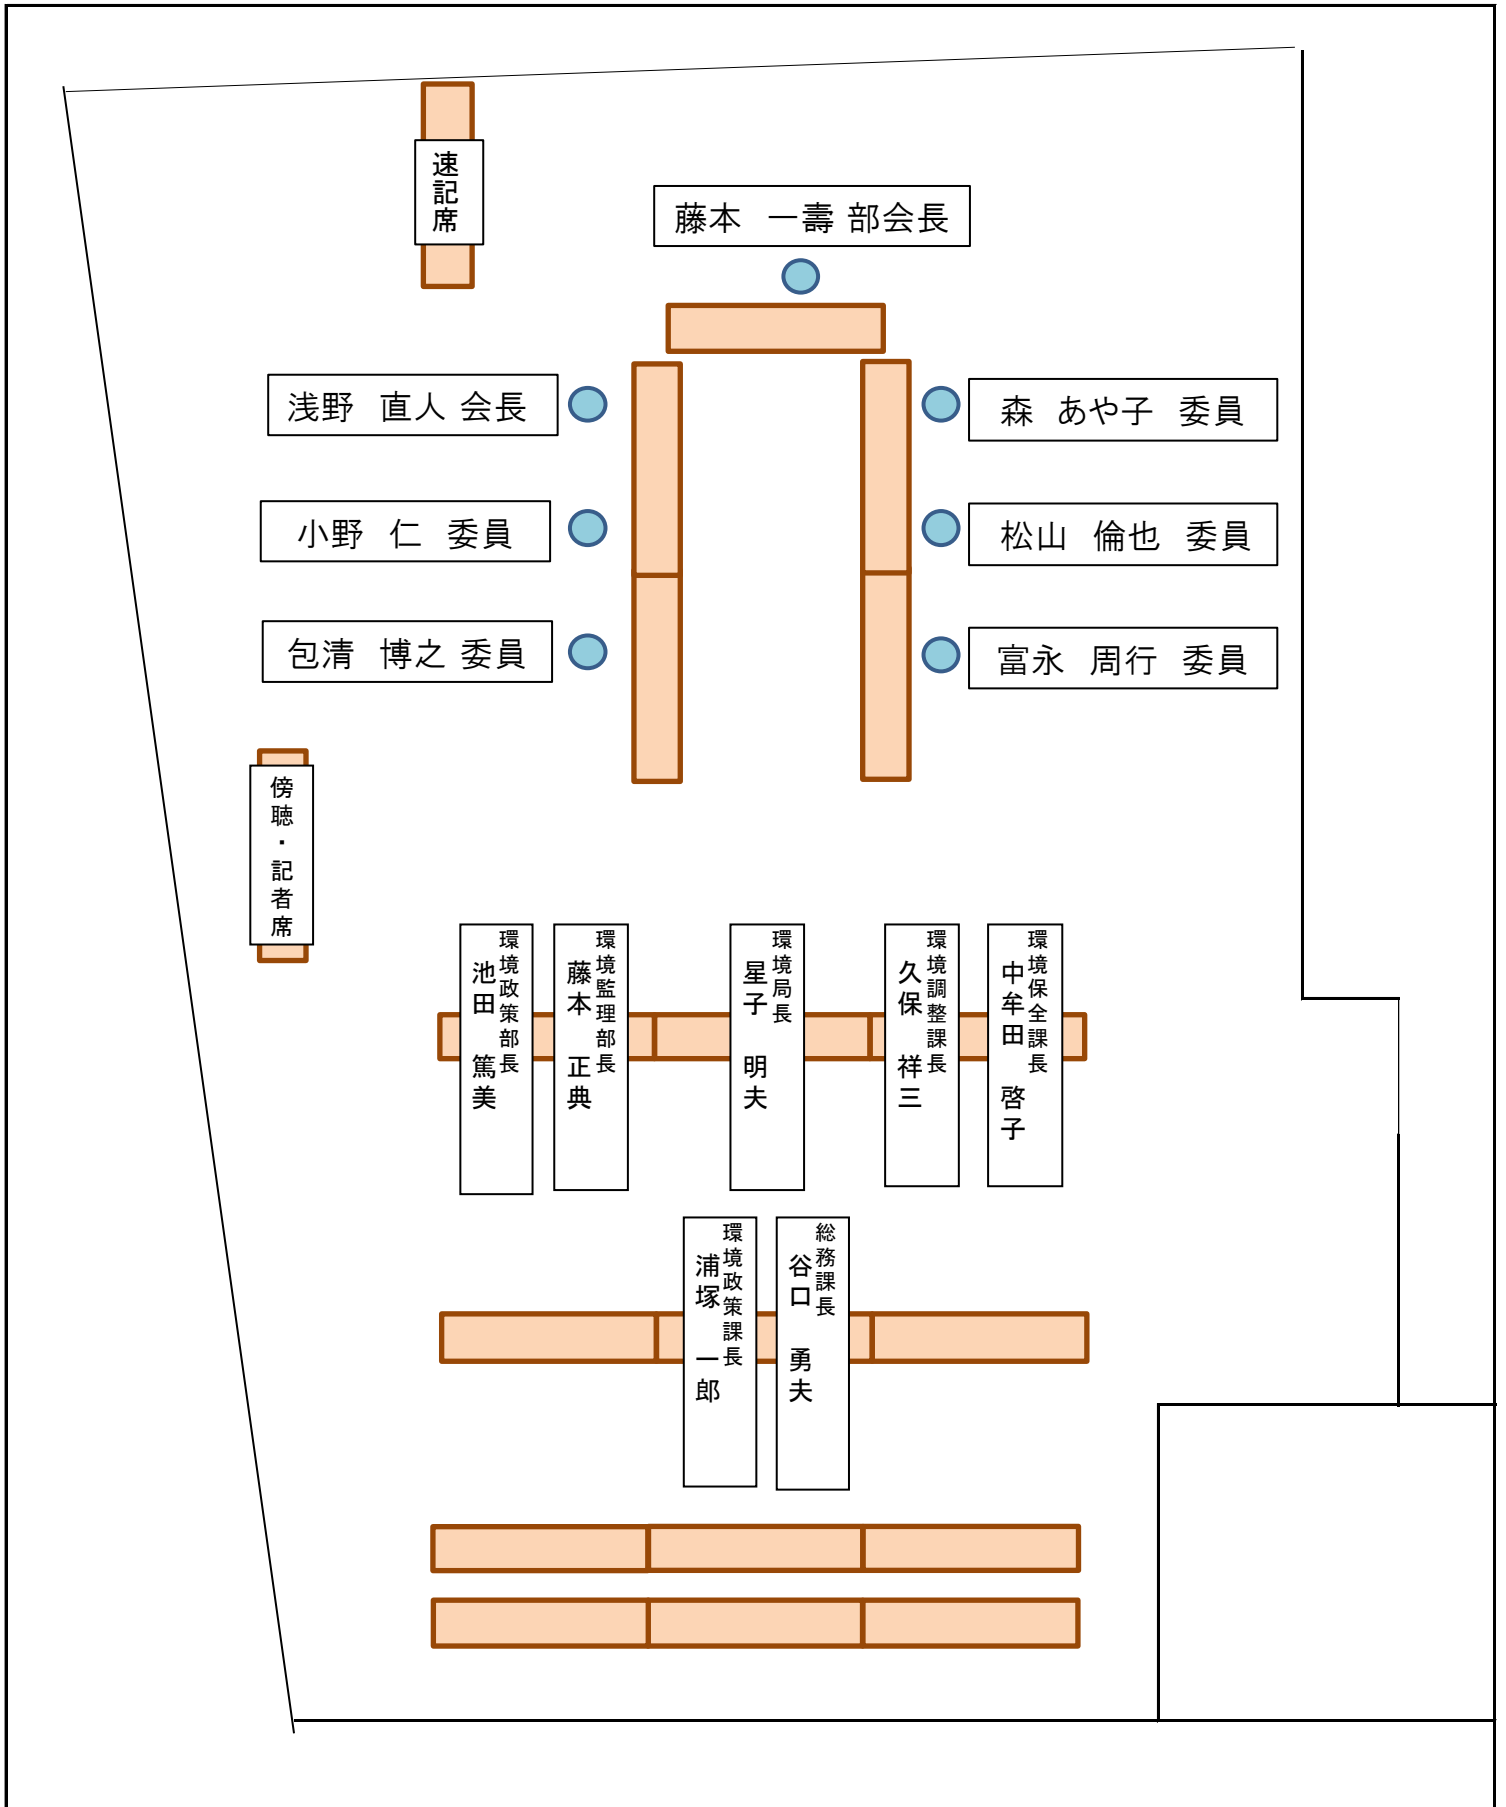 速記席
藤本　一壽 部会長
浅野　直人 会長
森　あや子　委員
小野　仁　委員
松山　倫也　委員
包清　博之 委員
富永　周行　委員
傍聴・記者席
環境政策部長
池田　篤美
環境監理部長
藤本　正典
環境局長
星子　明夫
環境調整課長
久保　祥三
環境保全課長
中牟田　啓子
環境政策課長
浦塚　一郎
総務課長
谷口　勇夫